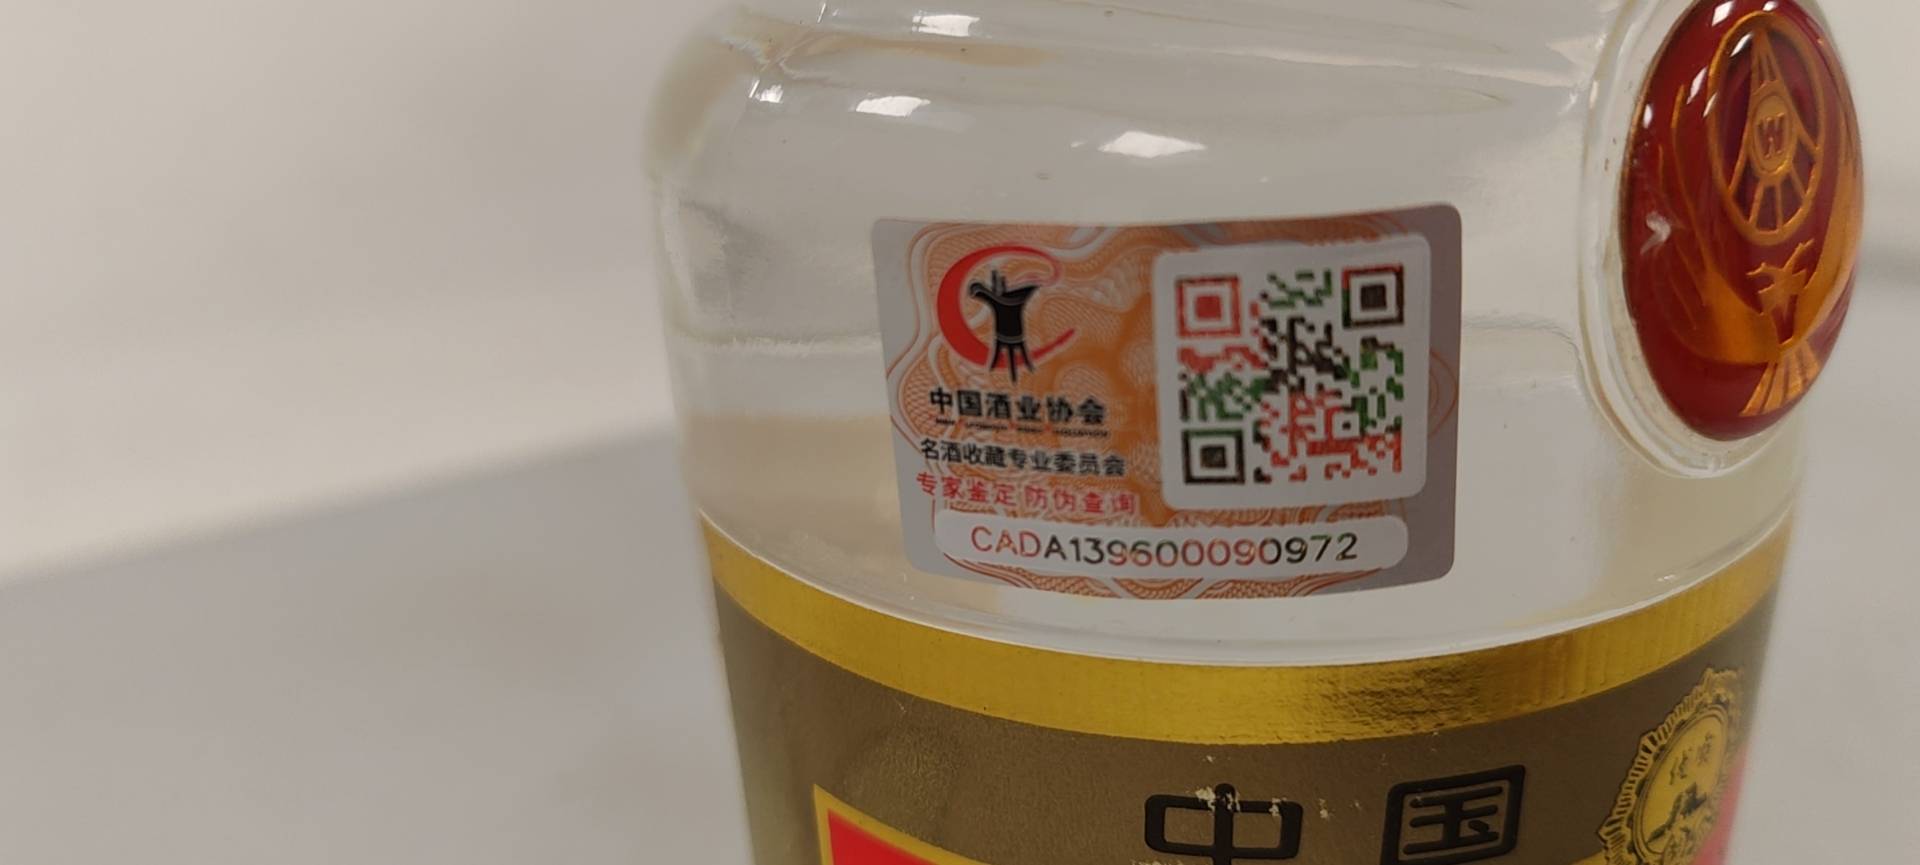 W
中国酒业协会
名酒收藏专业委员会
专家鉴定 防伪查询
CADA139600090972
中国